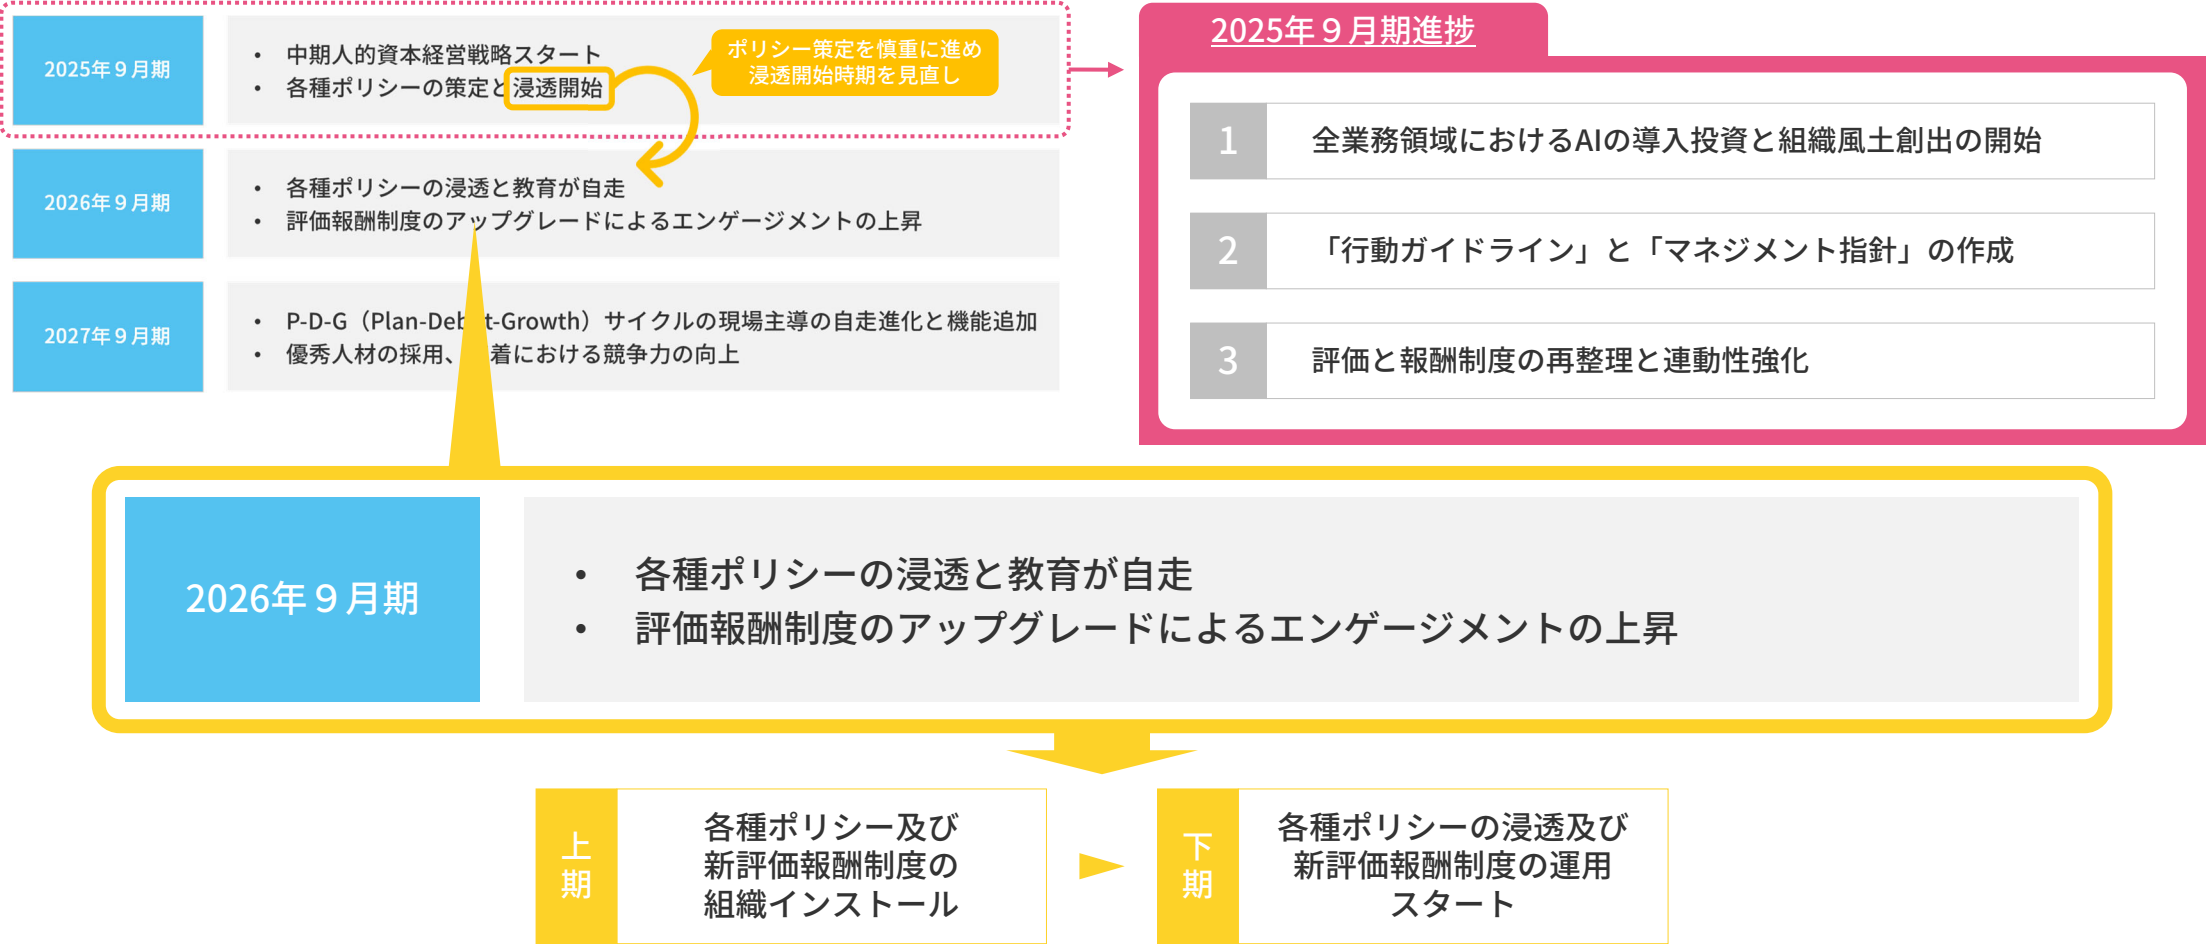 2025年９月期
• 中期人的資本経営戦略スタート
• 各種ポリシーの策定と浸透開始
ポリシー策定を慎重に進め
浸透開始時期を見直し
2026年９月期
• 各種ポリシーの浸透と教育が自走
• 評価報酬制度のアップグレードによるエンゲージメントの上昇
2027年９月期
• P-D-G（Plan-Deb t-Growth）サイクルの現場主導の自走進化と機能追加
• 優秀人材の採用、 着における競争力の向上
2025年９月期進捗
1 全業務領域におけるAIの導入投資と組織風土創出の開始
2 「行動ガイドライン」と「マネジメント指針」の作成
3 評価と報酬制度の再整理と連動性強化
2026年９月期
• 各種ポリシーの浸透と教育が自走
• 評価報酬制度のアップグレードによるエンゲージメントの上昇
上期
各種ポリシー及び
新評価報酬制度の
組織インストール
下期
各種ポリシーの浸透及び
新評価報酬制度の運用
スタート